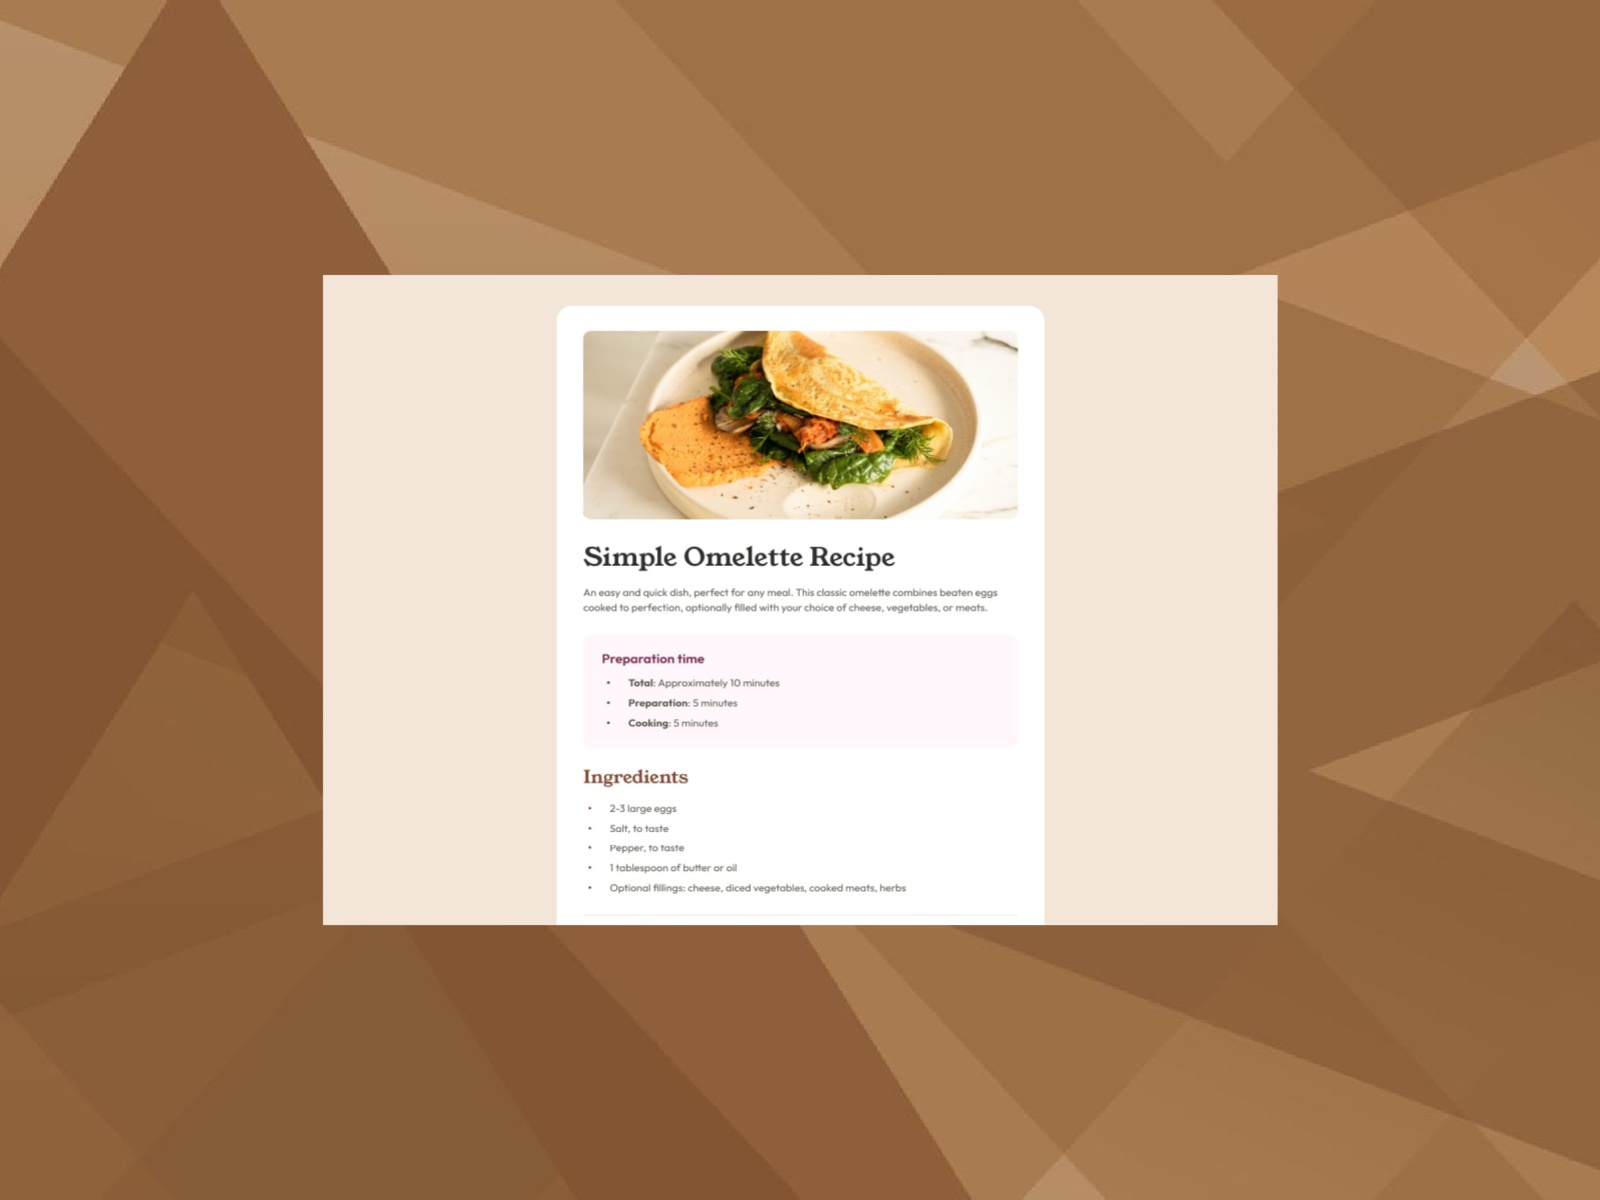 Simple Omelette Recipe
An easy and quick dish, perfect for any meal. This classic omelette combines beaten eggs
cooked to perfection, optionally filled with your choice of cheese, vegetables, or meats.
Preparation time
• Total: Approximately 10 minutes
• Preparation: 5 minutes
• Cooking: 5 minutes
Ingredients
• 2-3 large eggs
• Salt, to taste
• Pepper, to taste
• 1 tablespoon of butter or oil
• Optional fillings: cheese, diced vegetables, cooked meats, herbs